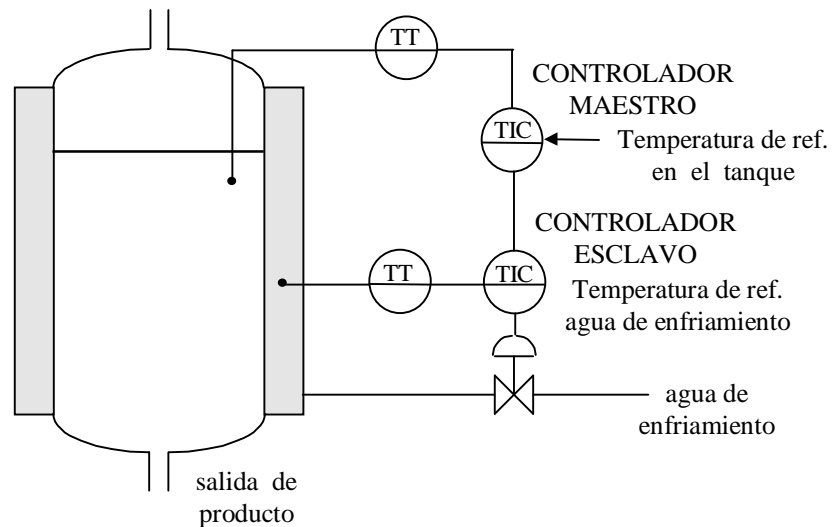 TT
CONTROLADOR
MAESTRO
TIC
Temperatura de ref.
en el tanque
CONTROLADOR
ESCLAVO
TT
TIC
Temperatura de ref.
agua de enfriamiento
agua de
enfriamiento
salida de
producto